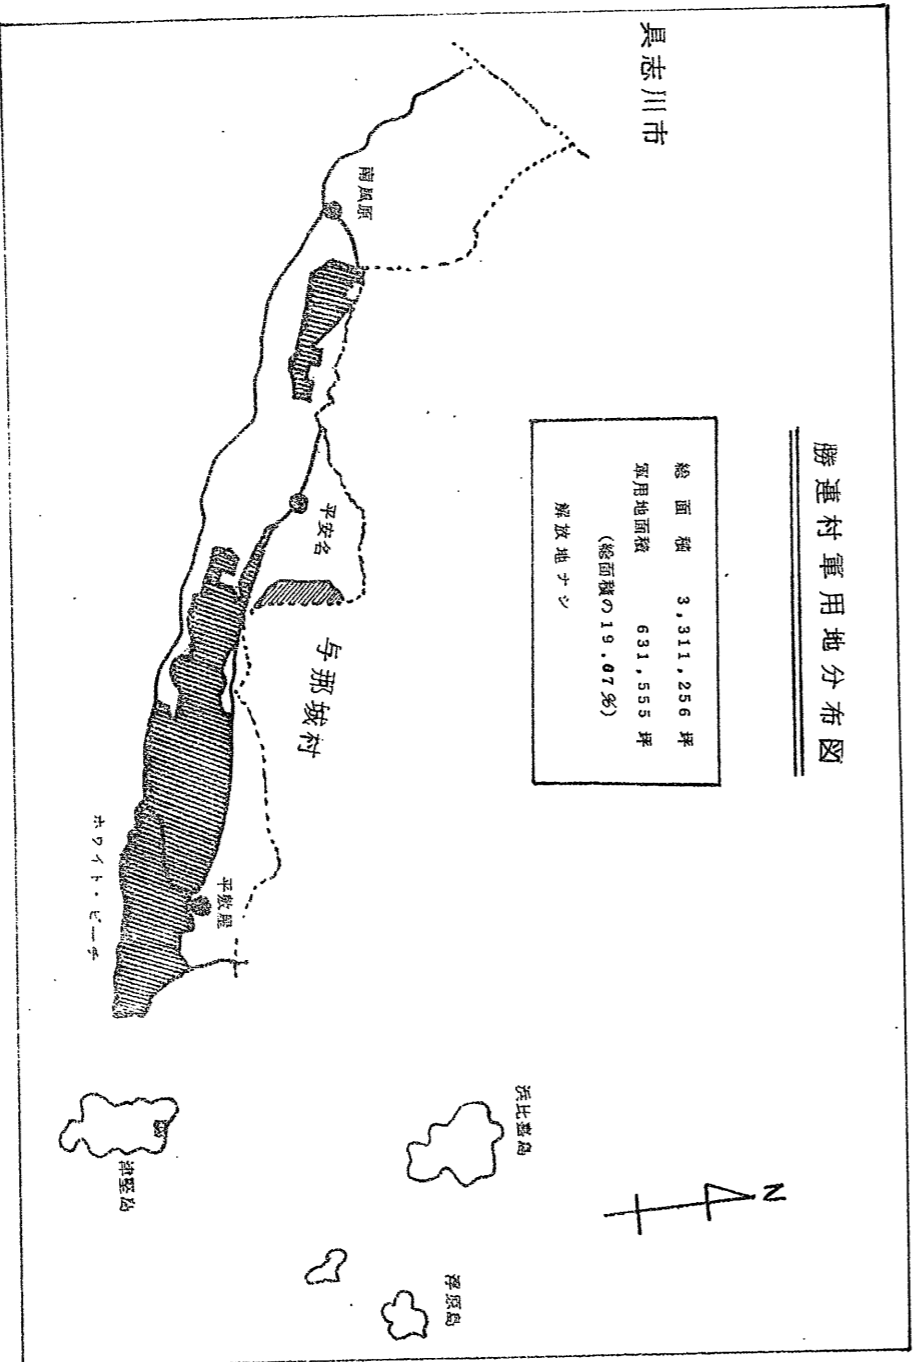 勝連村軍用地分布図
具志川市
総面積 3,311,256坪
軍用地面積 631,555坪
(総面積の19.07%)
解放地ナシ
南風原
平安名
与那城村
平敷屋
ホワイト・ビーチ
浜比嘉島
津堅島
浮原島
N